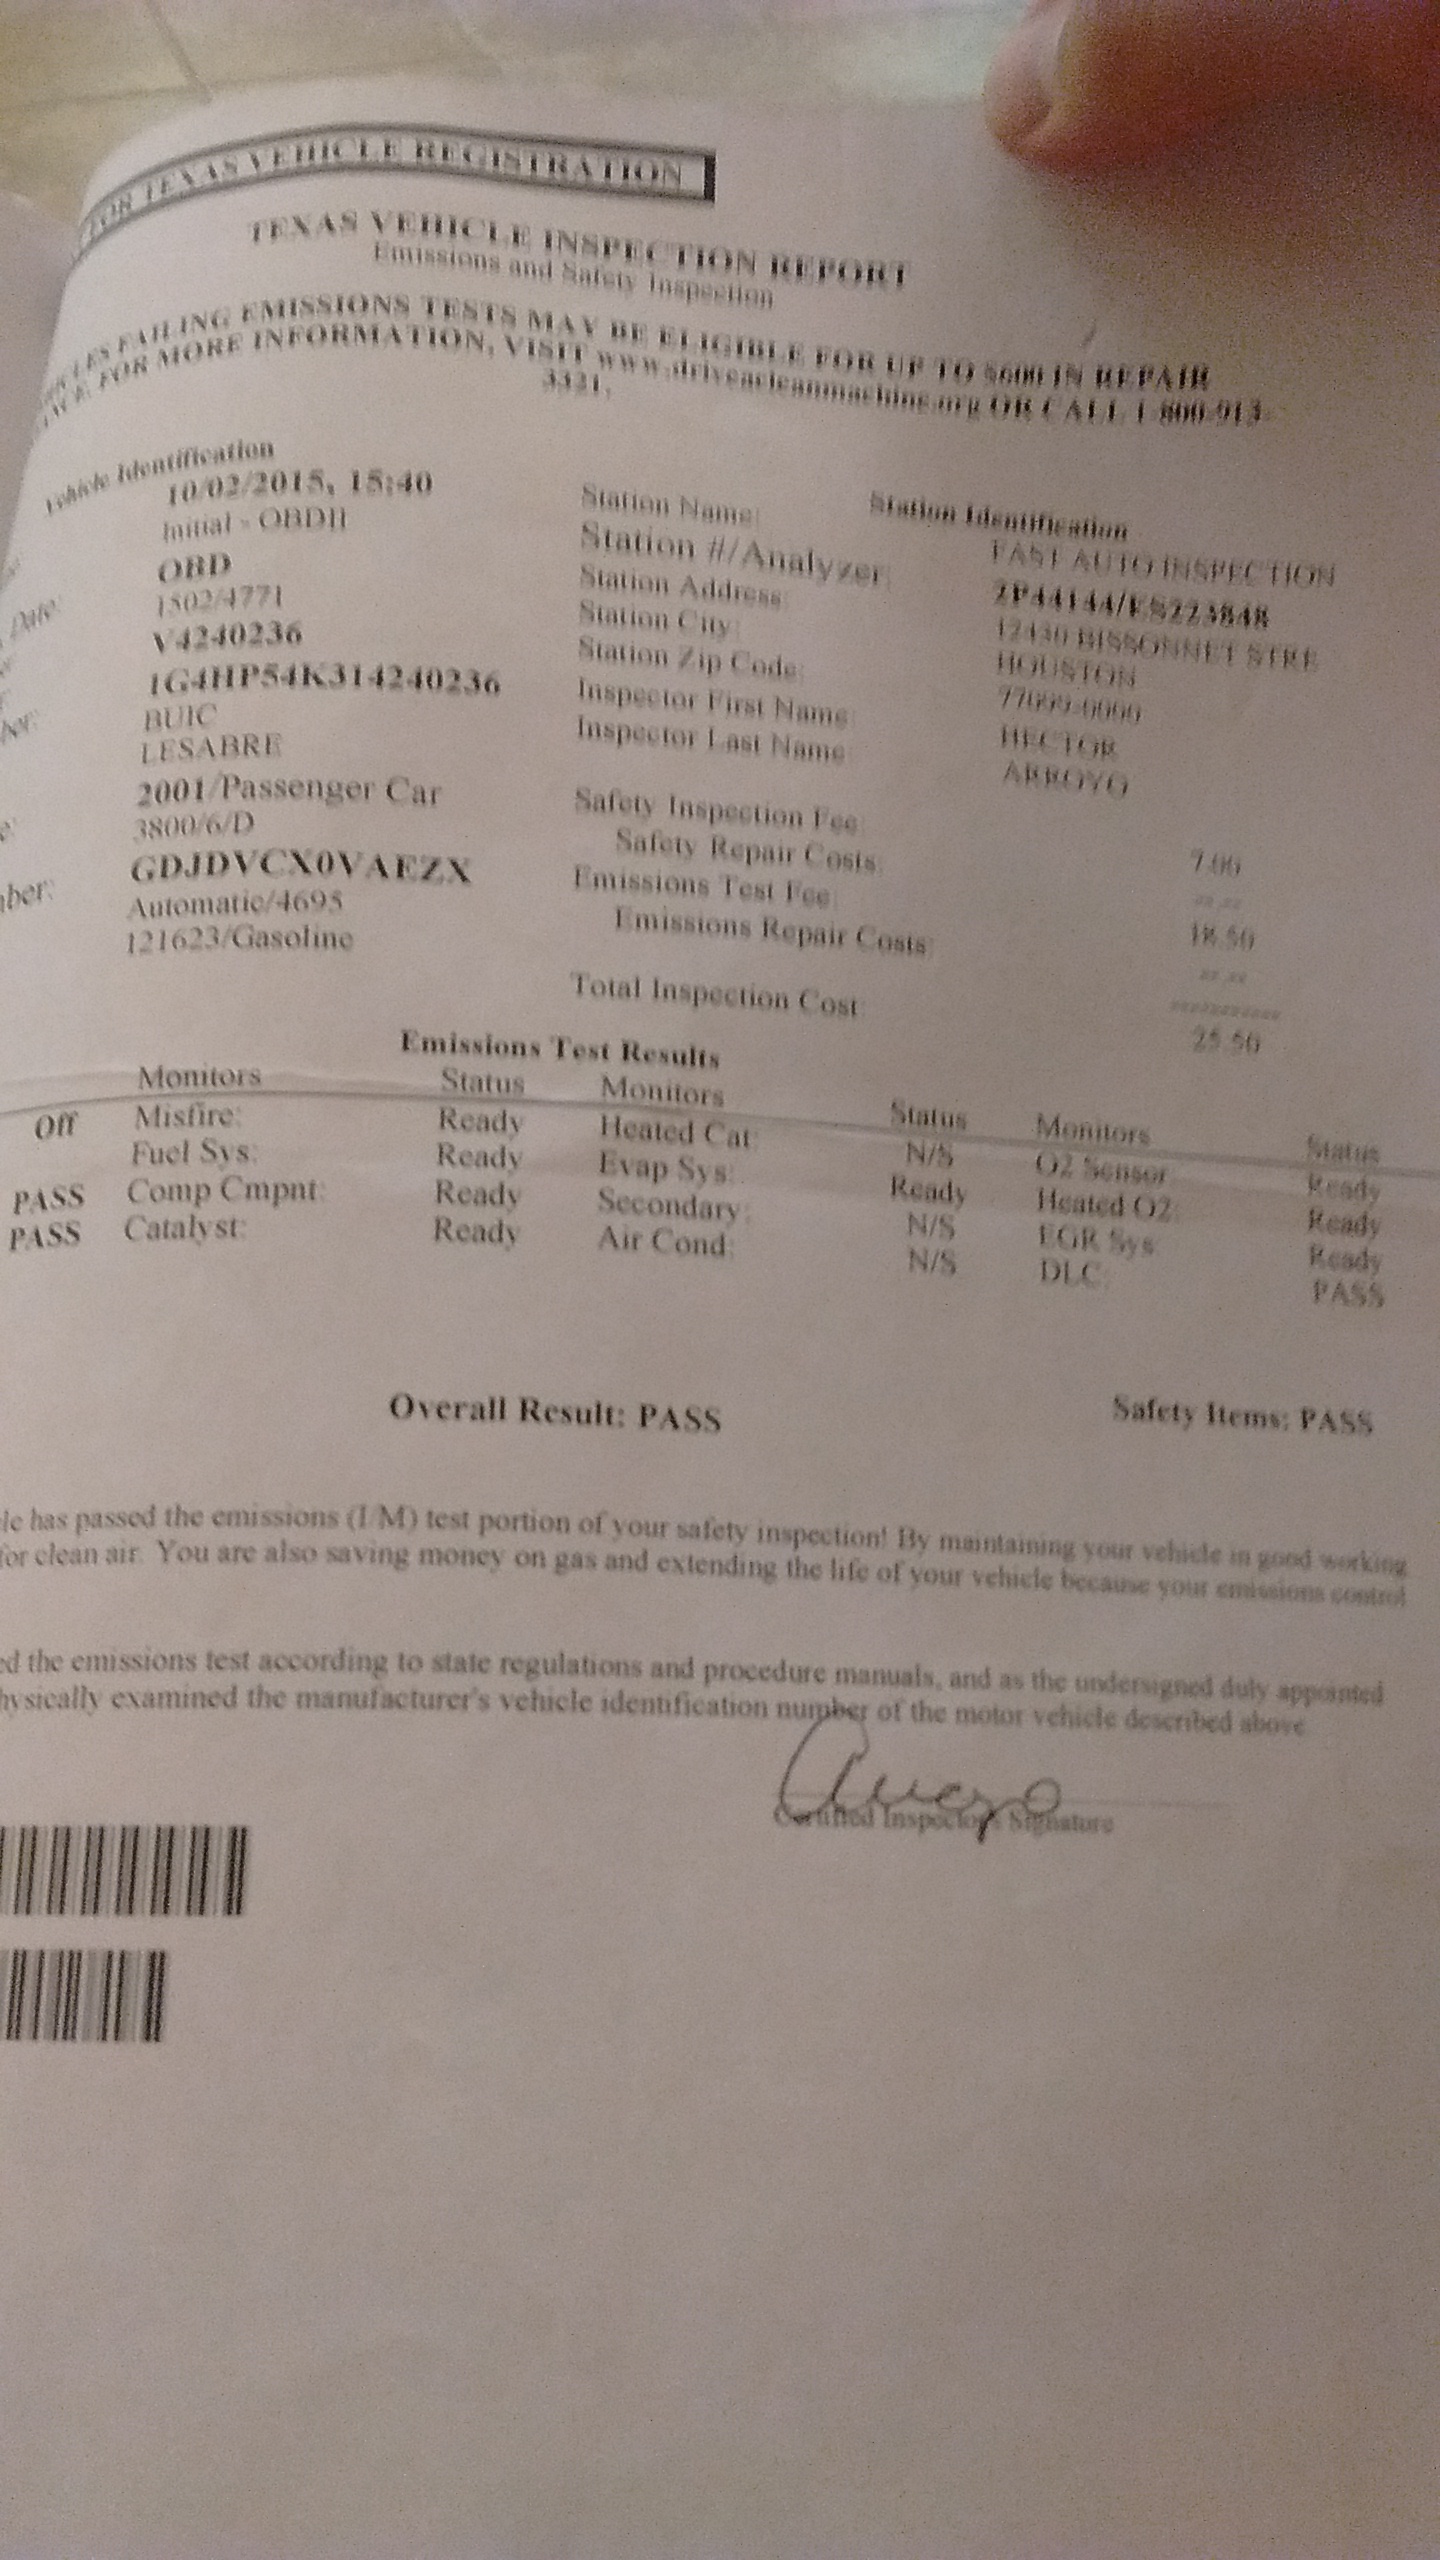 FOR TEXAS VEHICLE REGISTRATION
TEXAS VEHICLE INSPECTION REPORT
Emissions and Safety Inspection
FAILING EMISSIONS TESTS MAY BE ELIGIBLE FOR UP TO $600 IN REPAIR
FOR MORE INFORMATION, VISIT www.driveacleanmachine.org OR CALL 1-800-913-
3321.
Vehicle Identification
Station Identification
10/02/2015, 15:40
Station Name: FAST AUTO INSPECTION
Initial - OBDII
Station #/Analyzer: 2P44144/ES223848
OBD
Station Address: 12430 BISSONNET STRE
Date: 1502/4771
Station City: HOUSTON
V4240236
Station Zip Code: 77099-0000
1G4HP54K314240236
Inspector First Name: HECTOR
BUIC
Inspector Last Name ARROYO
LESABRE
2001/Passenger Car
Safety Inspection Fee: 7.00
3800/6/D
Safety Repair Costs: **.**
GDJDVCX0VAEZX
Emissions Test Fee: 18.50
Automatic/4695
Emissions Repair Costs: **.**
121623/Gasoline
Total Inspection Cost: 25.50
Emissions Test Results
Monitors Status Monitors Status Monitors Status
Off Misfire: Ready Heated Cat: N/S O2 Sensor Ready
Fuel Sys: Ready Evap Sys: Ready Heated O2: Ready
PASS Comp Cmpnt: Ready Secondary: N/S EGR Sys Ready
PASS Catalyst: Ready Air Cond: N/S DLC: PASS
Overall Result: PASS Safety Items: PASS
has passed the emissions (I/M) test portion of your safety inspection! By maintaining your vehicle in good working
for clean air. You are also saving money on gas and extending the life of your vehicle because your emissions control
ed the emissions test according to state regulations and procedure manuals, and as the undersigned duly appointed
hysically examined the manufacturer's vehicle identification number of the motor vehicle described above
Certified Inspector's Signature